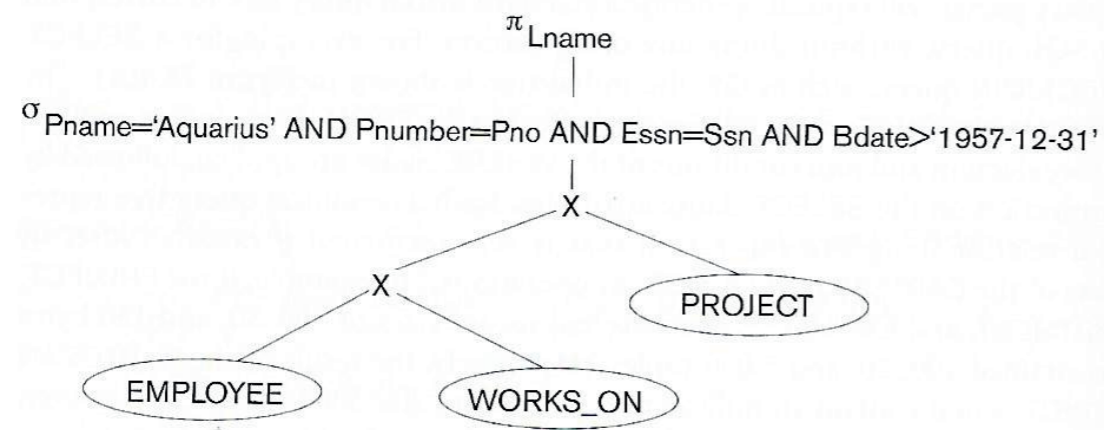 π Lname
σ Pname='Aquarius' AND Pnumber=Pno AND Essn=Ssn AND Bdate>'1957-12-31'
X
X
PROJECT
EMPLOYEE
WORKS_ON